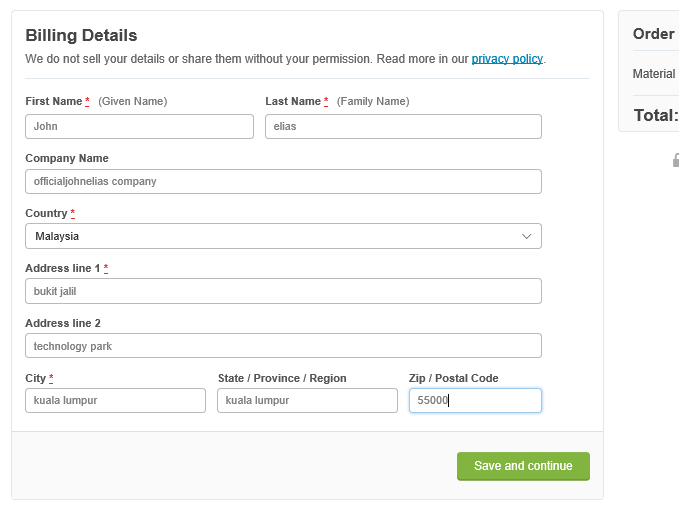 Billing Details
We do not sell your details or share them without your permission. Read more in our privacy policy.
First Name * (Given Name)
Last Name * (Family Name)
John
elias
Company Name
officialjohnelias company
Country *
Malaysia
Address line 1 *
bukit jalil
Address line 2
technology park
City *
State / Province / Region
Zip / Postal Code
kuala lumpur
kuala lumpur
55000
Save and continue
Order
Material
Total: